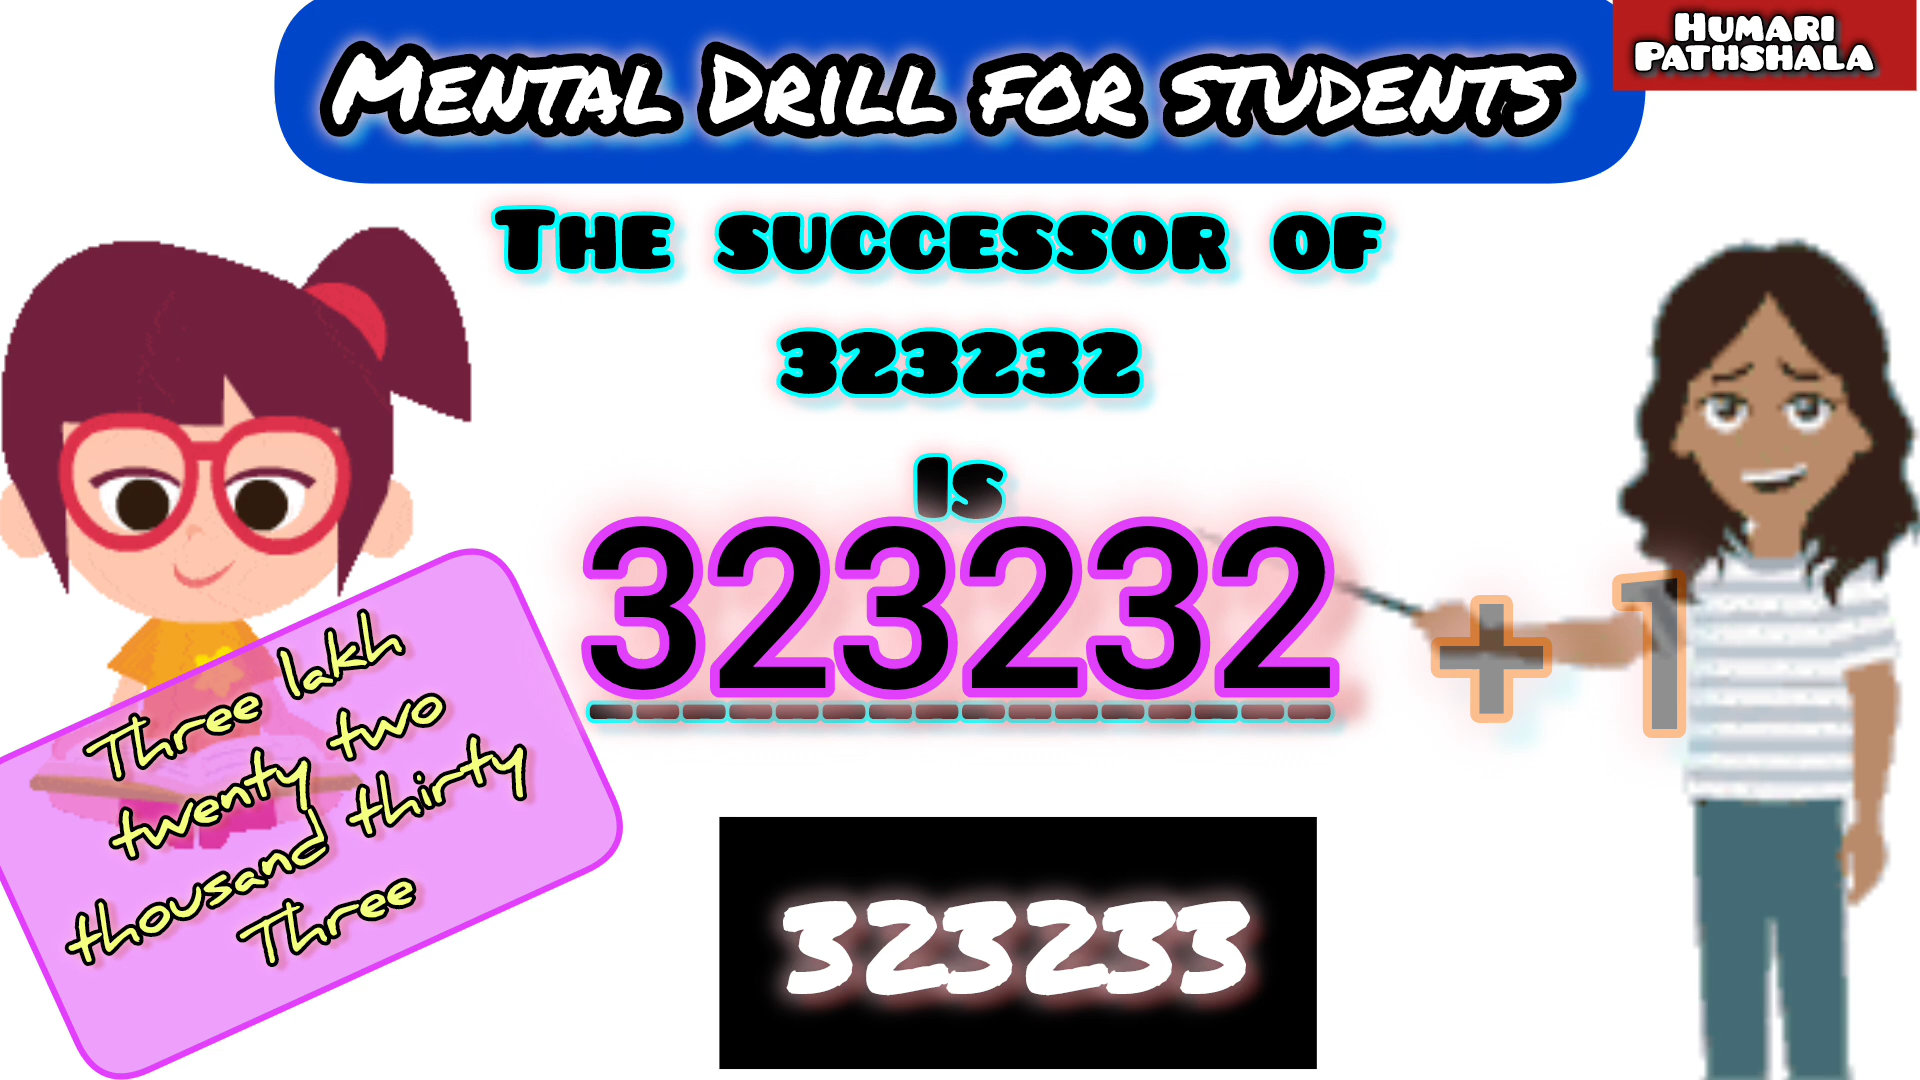 Mental Drill for students
Humari
Pathshala
The successor of
323232
Is
323232 + 1
Three lakh
twenty two
thousand thirty
Three
323233